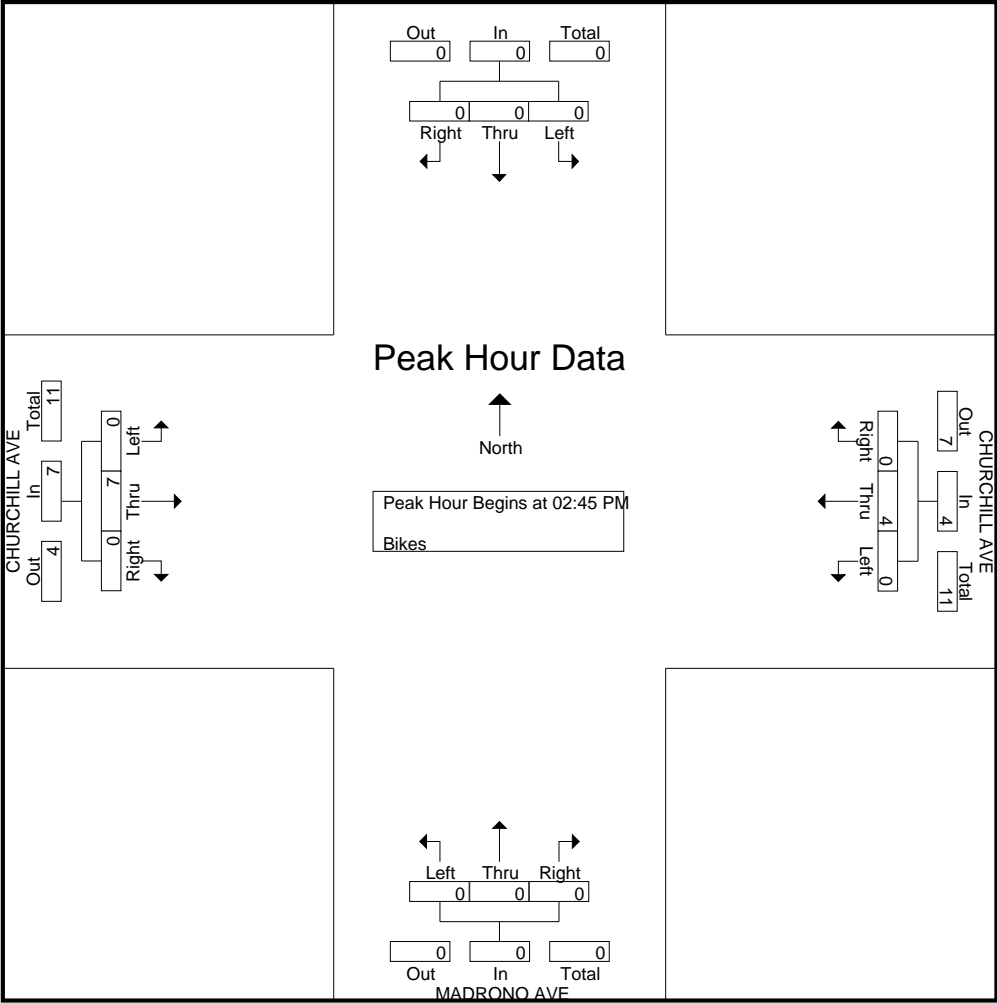 Out In Total
0 0 0
0 0 0
Right Thru Left
Peak Hour Data
North
Peak Hour Begins at 02:45 PM
Bikes
CHURCHILL AVE
Total In Out
11 7 4
0 7 0
Left Thru Right
CHURCHILL AVE
Out In Total
7 4 11
0 4 0
Right Thru Left
Left Thru Right
0 0 0
0 0 0
Out In Total
MADRONO AVE